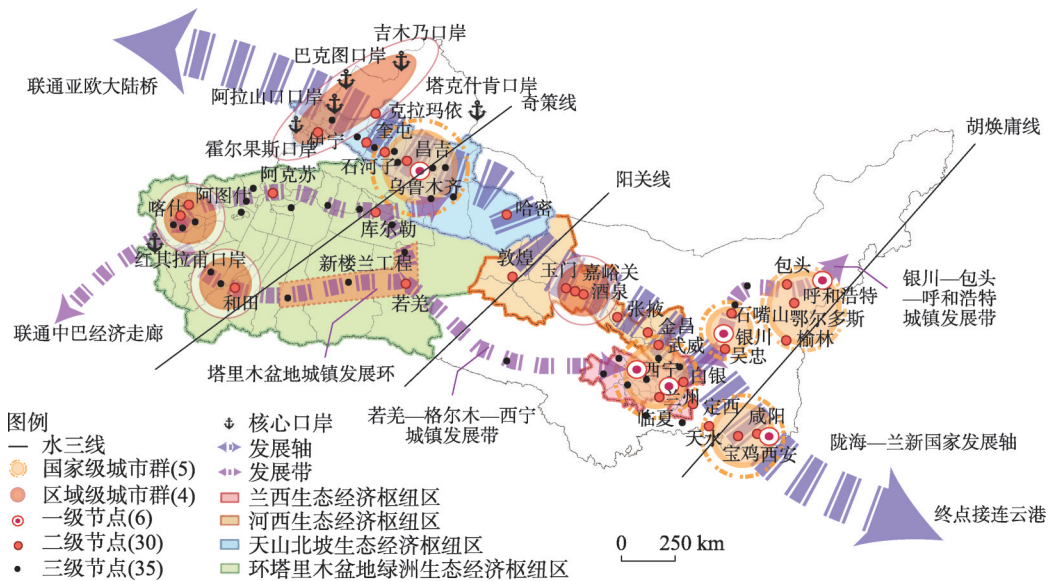 吉木乃口岸
巴克图口岸
联通亚欧大陆桥
塔克什肯口岸
阿拉山口口岸
奇策线
克拉玛依
胡焕庸线
奎屯
伊宁
昌吉
霍尔果斯口岸
石河子
阳关线
乌鲁木齐
阿克苏
阿图什
喀什
哈密
库尔勒
红其拉甫口岸
新楼兰工程
敦煌
玉门
嘉峪关
酒泉
包头
银川—包头
—呼和浩特
城镇发展带
呼和浩特
和田
若羌
张掖
石嘴山
鄂尔多斯
金昌
银川
榆林
武威
吴忠
联通中巴经济走廊
塔里木盆地城镇发展环
西宁
白银
兰州
若羌—格尔木—西宁
城镇发展带
临夏
定西
咸阳
天水
宝鸡
西安
陇海—兰新国家发展轴
终点接连云港
图例
水三线
国家级城市群(5)
区域级城市群(4)
一级节点(6)
二级节点(30)
三级节点(35)
核心口岸
发展轴
发展带
兰西生态经济枢纽区
河西生态经济枢纽区
天山北坡生态经济枢纽区
环塔里木盆地绿洲生态经济枢纽区
0 250 km